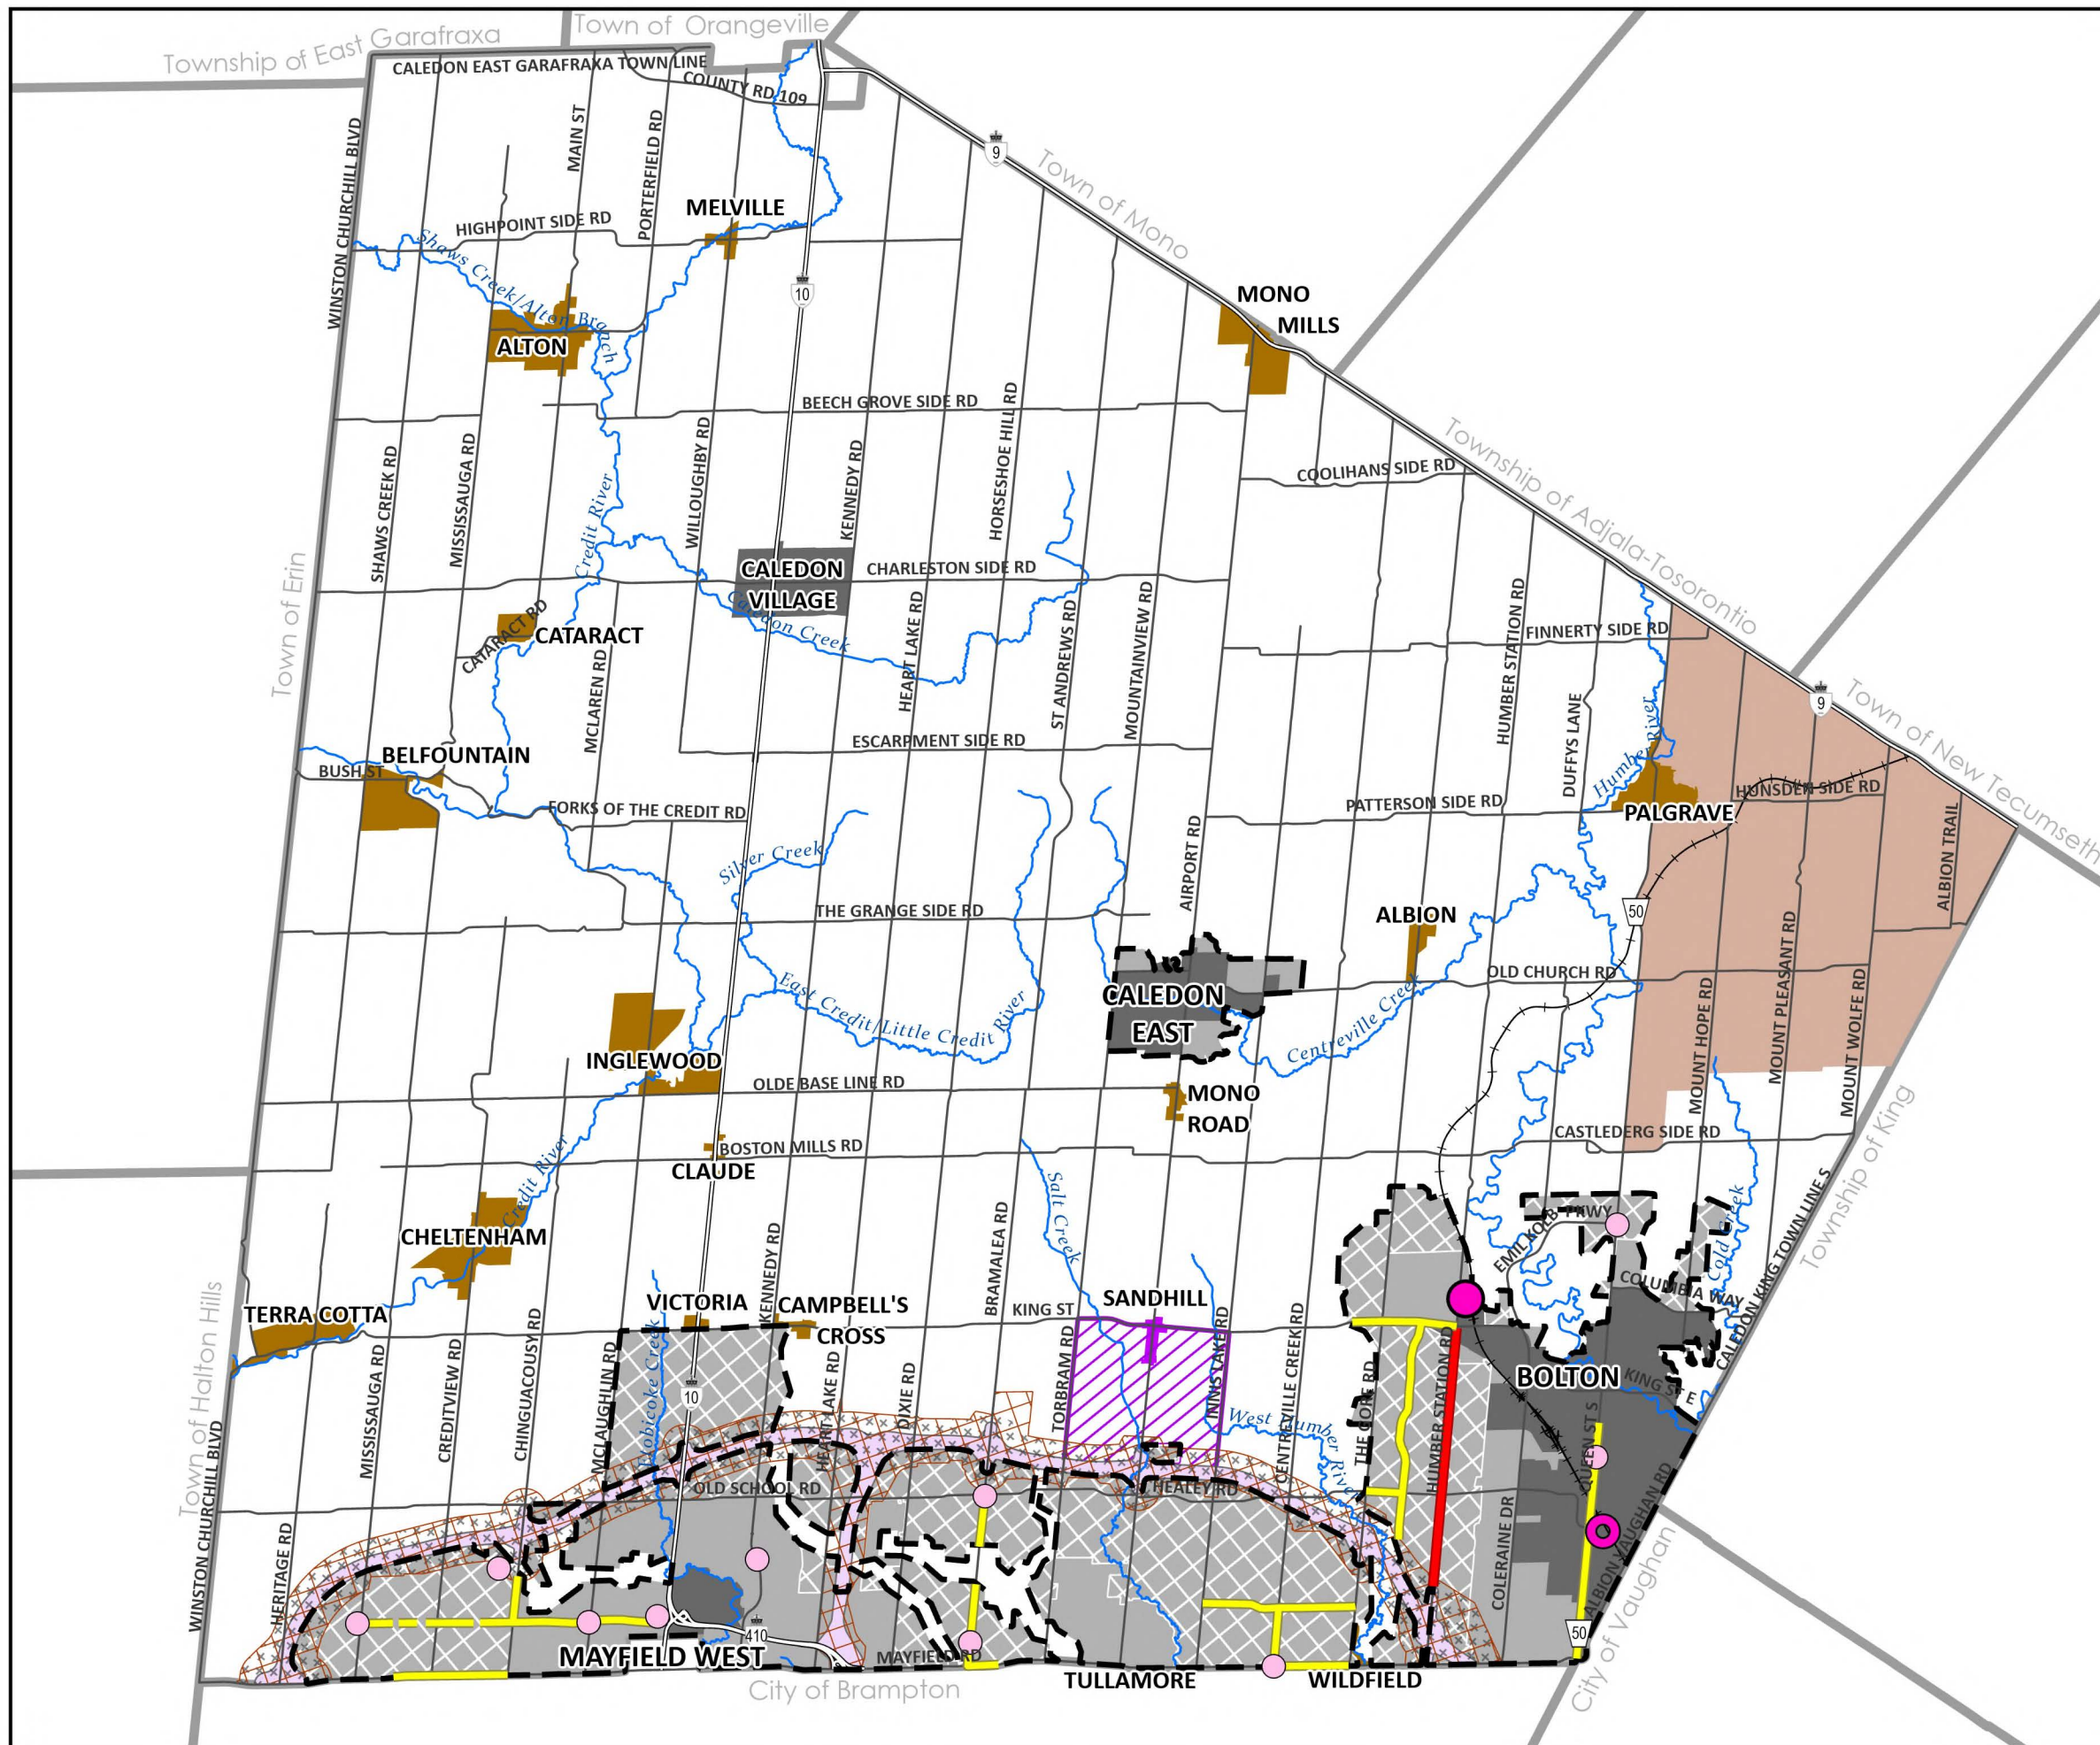 Township of East Garafraxa
Town of Orangeville
CALEDON EAST GARAFRAXA TOWN LINE
COUNTY RD 109
WINSTON CHURCHILL BLVD
MAIN ST
PORTERFIELD RD
9
Town of Mono
MELVILLE
HIGHPOINT SIDE RD
Shaws Creek/Alton Branch
10
MONO
MILLS
ALTON
BEECH GROVE SIDE RD
HORSESHOE HILL RD
Township of Adjala-Tosorontio
SHAWS CREEK RD
MISSISSAUGA RD
WILLOUGHBY RD
KENNEDY RD
COOLIHANS SIDE RD
Credit River
Town of Erin
CALEDON
VILLAGE
CHARLESTON SIDE RD
Caledon Creek
CATARACT RD
CATARACT
MCLAREN RD
HEART LAKE RD
ST ANDREWS RD
MOUNTAINVIEW RD
HUMBER STATION RD
FINNERTY SIDE RD
DUFFYS LANE
Humber River
9
Town of New Tecumseth
BELFOUNTAIN
BUSH ST
ESCARPMENT SIDE RD
FORKS OF THE CREDIT RD
PATTERSON SIDE RD
HUNSDEN SIDE RD
PALGRAVE
ALBION TRAIL
Silver Creek
AIRPORT RD
THE GRANGE SIDE RD
ALBION
50
OLD CHURCH RD
CALEDON
EAST
East Credit/Little Credit River
Centreville Creek
MOUNT HOPE RD
MOUNT PLEASANT RD
MOUNT WOLFE RD
INGLEWOOD
OLDE BASE LINE RD
MONO
ROAD
Township of King
BOSTON MILLS RD
CLAUDE
CASTLEDERG SIDE RD
Credit River
Salt Creek
CHELTENHAM
EMIL KOLB PKWY
Cold Creek
CALEDON KING TOWN LINE S
COLUMBIA WAY
BRAMALEA RD
KENNEDY RD
TERRA COTTA
VICTORIA
CAMPBELL'S
CROSS
KING ST
SANDHILL
Town of Halton Hills
WINSTON CHURCHILL BLVD
MISSISSAUGA RD
CREDITVIEW RD
CHINGUACOUSY RD
MCLAUGHLIN RD
Etobicoke Creek
10
HEART LAKE RD
DIXIE RD
TORBRAM RD
INNIS LAKE RD
CENTREVILLE CREEK RD
THE GORE RD
HUMBER STATION RD
BOLTON
KING ST E
QUEEN ST S
West Humber River
OLD SCHOOL RD
HEALEY RD
HERITAGE RD
COLERAINE DR
ALBION VAUGHAN RD
410
MAYFIELD WEST
MAYFIELD RD
50
TULLAMORE
WILDFIELD
City of Brampton
City of Vaughan